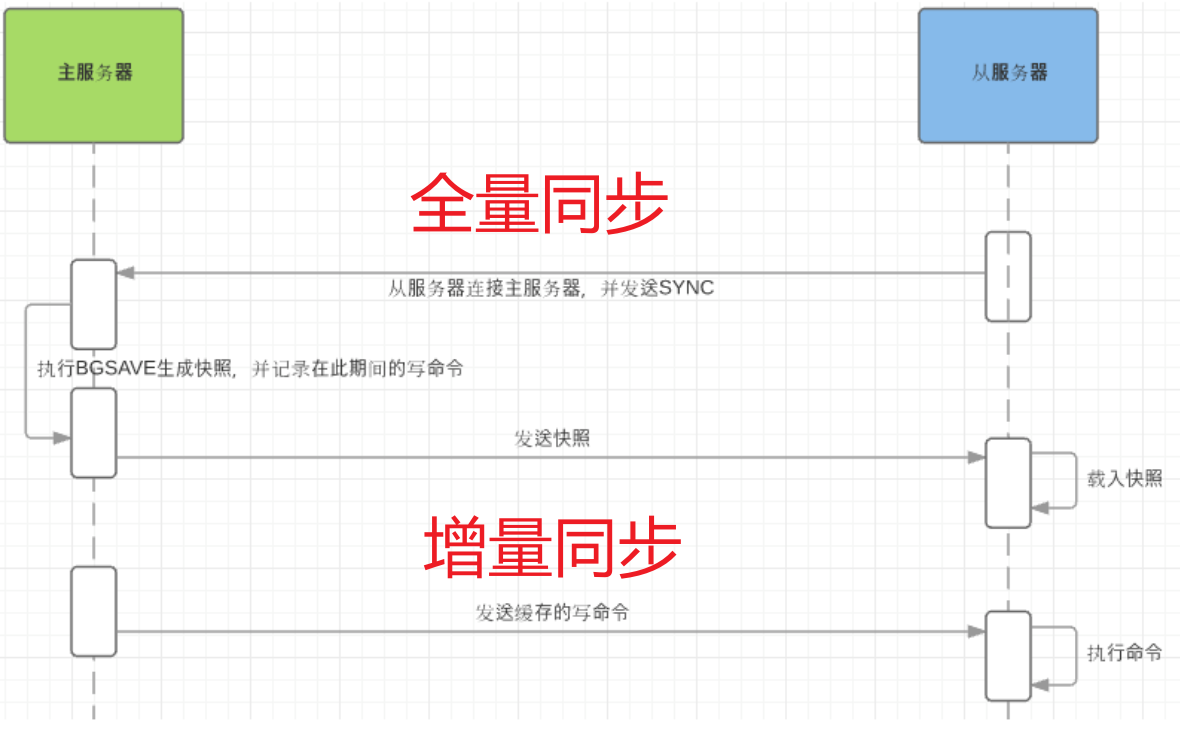 主服务器
从服务器
全量同步
从服务器连接主服务器，并发送SYNC
执行BGSAVE生成快照，并记录在此期间的写命令
发送快照
载入快照
增量同步
发送缓存的写命令
执行命令